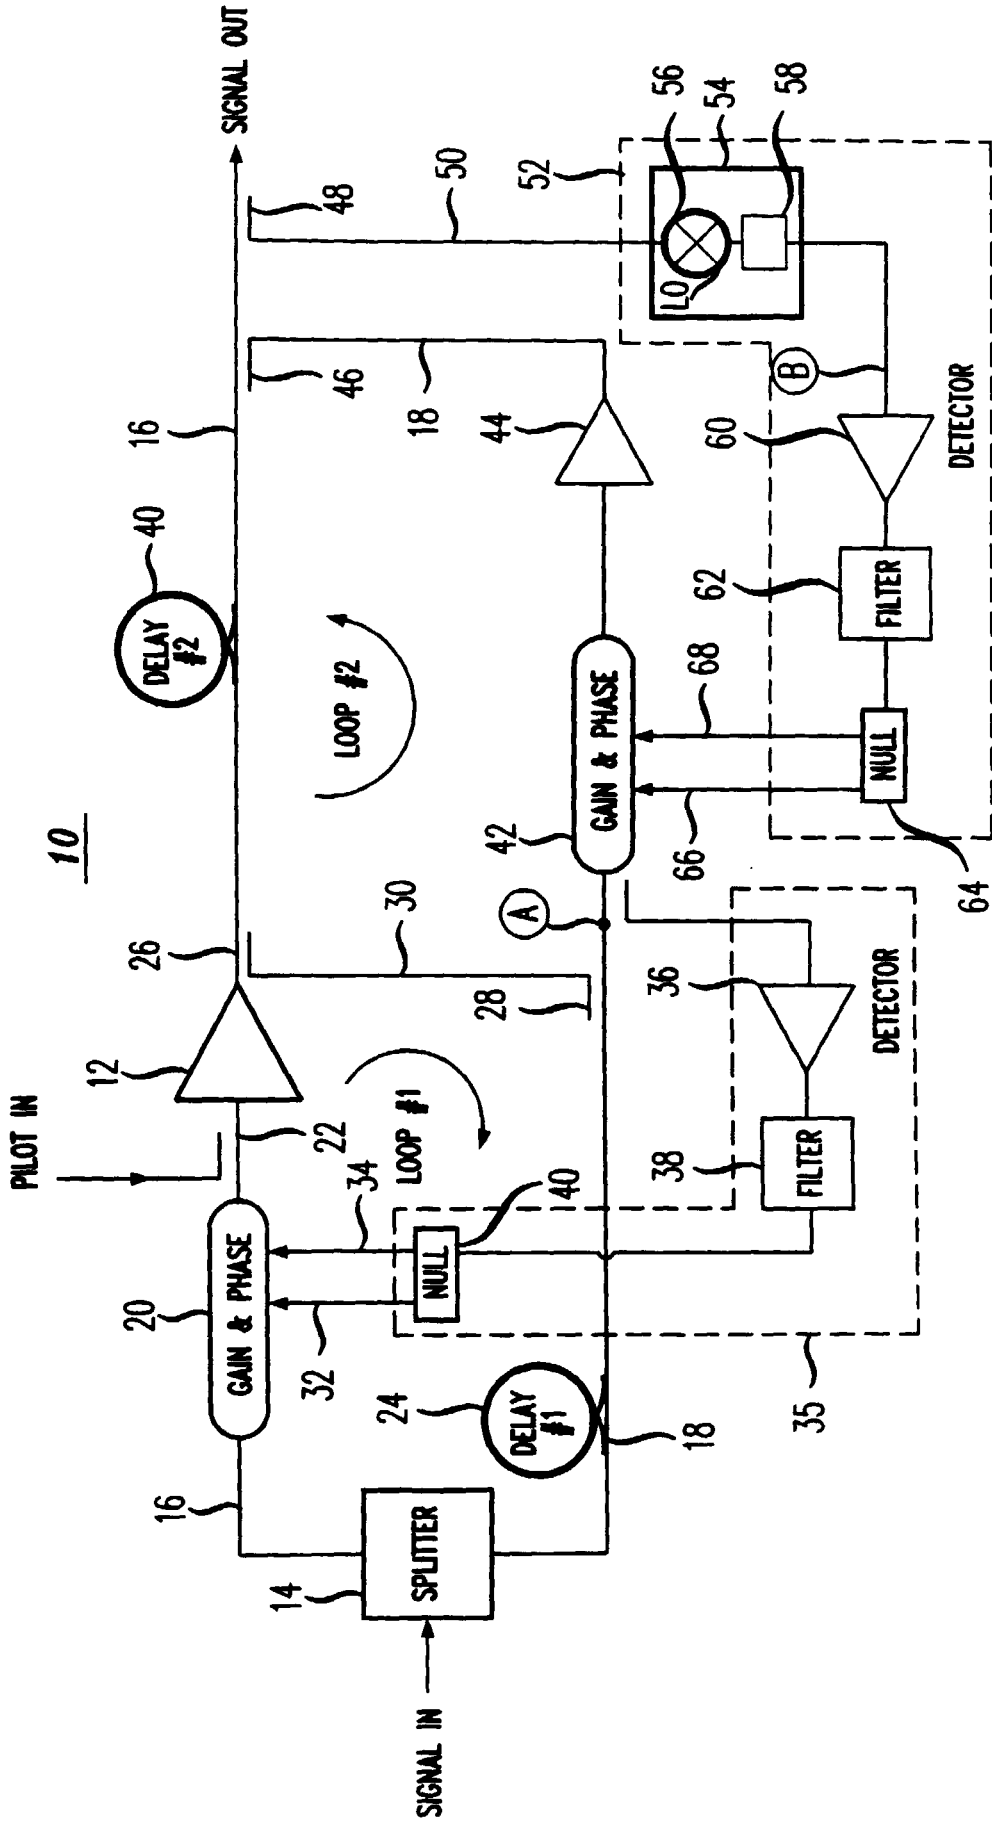 10
SIGNAL IN
14
SPLITTER
16
20
GAIN & PHASE
PILOT IN
22
12
26
DELAY #2
40
16
SIGNAL OUT
32
34
LOOP #1
30
LOOP #2
46
48
18
50
NULL
40
24
DELAY #1
18
28
A
42
GAIN & PHASE
44
52
LO
56
54
58
35
38
FILTER
36
DETECTOR
66
68
64
NULL
62
FILTER
60
B
DETECTOR